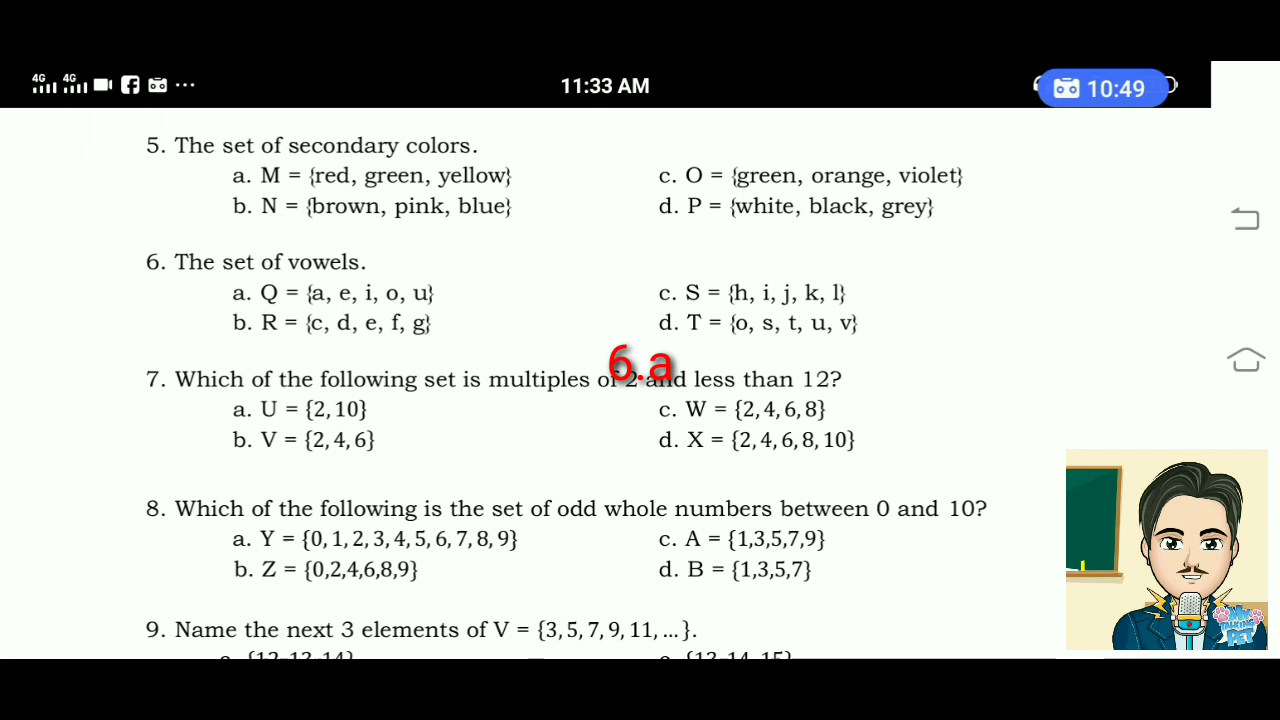 4G 4G 11:33 AM 10:49
5. The set of secondary colors.
a. M = {red, green, yellow} c. O = {green, orange, violet}
b. N = {brown, pink, blue} d. P = {white, black, grey}
6. The set of vowels.
a. Q = {a, e, i, o, u} c. S = {h, i, j, k, l}
b. R = {c, d, e, f, g} d. T = {o, s, t, u, v}
6.a
7. Which of the following set is multiples of 2 and less than 12?
a. U = {2, 10} c. W = {2, 4, 6, 8}
b. V = {2, 4, 6} d. X = {2, 4, 6, 8, 10}
8. Which of the following is the set of odd whole numbers between 0 and 10?
a. Y = {0, 1, 2, 3, 4, 5, 6, 7, 8, 9} c. A = {1,3,5,7,9}
b. Z = {0,2,4,6,8,9} d. B = {1,3,5,7}
9. Name the next 3 elements of V = {3, 5, 7, 9, 11, ... }.
MY TALKING PET